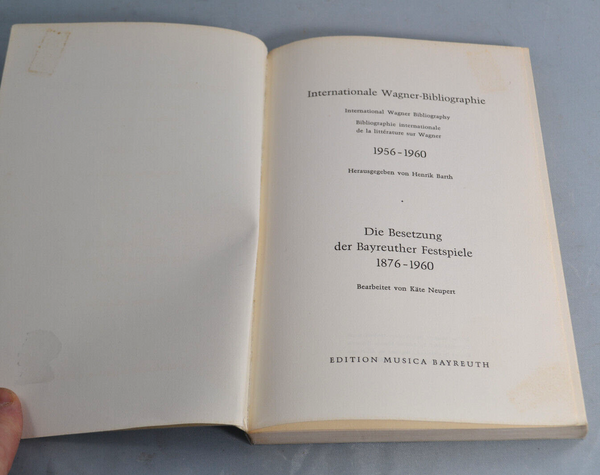 Internationale Wagner-Bibliographie
International Wagner Bibliography
Bibliographie internationale
de la littérature sur Wagner
1956–1960
Herausgegeben von Henrik Barth
Die Besetzung
der Bayreuther Festspiele
1876–1960
Bearbeitet von Käte Neupert
EDITION MUSICA BAYREUTH